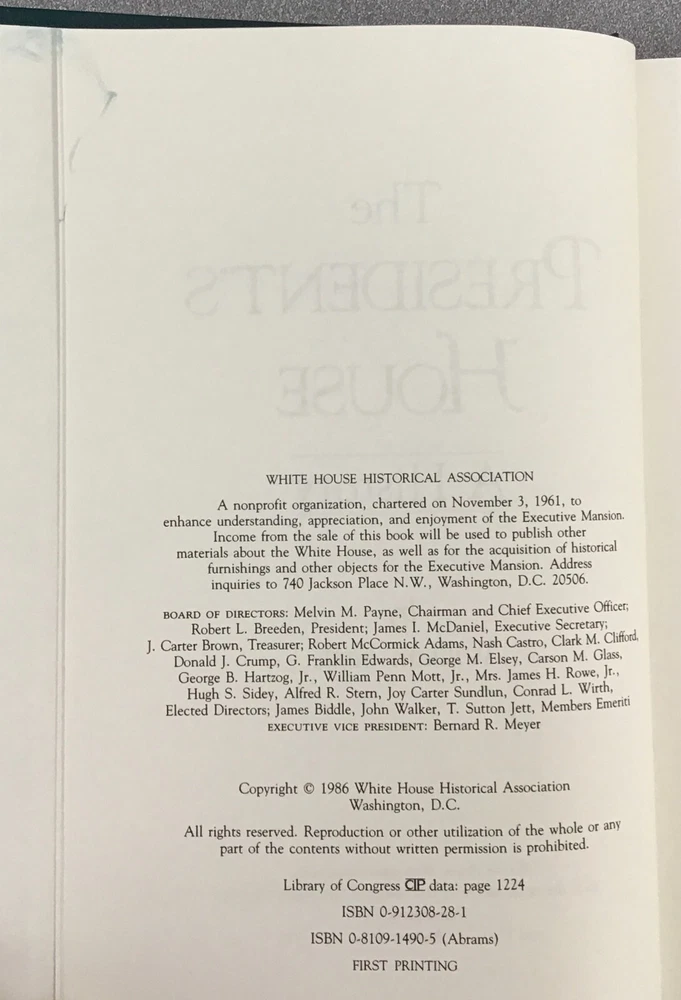 The
PRESIDENT'S
HOUSE
WHITE HOUSE HISTORICAL ASSOCIATION
A nonprofit organization, chartered on November 3, 1961, to
enhance understanding, appreciation, and enjoyment of the Executive Mansion.
Income from the sale of this book will be used to publish other
materials about the White House, as well as for the acquisition of historical
furnishings and other objects for the Executive Mansion. Address
inquiries to 740 Jackson Place N.W., Washington, D.C. 20506.
BOARD OF DIRECTORS: Melvin M. Payne, Chairman and Chief Executive Officer;
Robert L. Breeden, President; James I. McDaniel, Executive Secretary;
J. Carter Brown, Treasurer; Robert McCormick Adams, Nash Castro, Clark M. Clifford,
Donald J. Crump, G. Franklin Edwards, George M. Elsey, Carson M. Glass,
George B. Hartzog, Jr., William Penn Mott, Jr., Mrs. James H. Rowe, Jr.,
Hugh S. Sidey, Alfred R. Stern, Joy Carter Sundlun, Conrad L. Wirth,
Elected Directors; James Biddle, John Walker, T. Sutton Jett, Members Emeriti
EXECUTIVE VICE PRESIDENT: Bernard R. Meyer
Copyright © 1986 White House Historical Association
Washington, D.C.
All rights reserved. Reproduction or other utilization of the whole or any
part of the contents without written permission is prohibited.
Library of Congress CIP data: page 1224
ISBN 0-912308-28-1
ISBN 0-8109-1490-5 (Abrams)
FIRST PRINTING